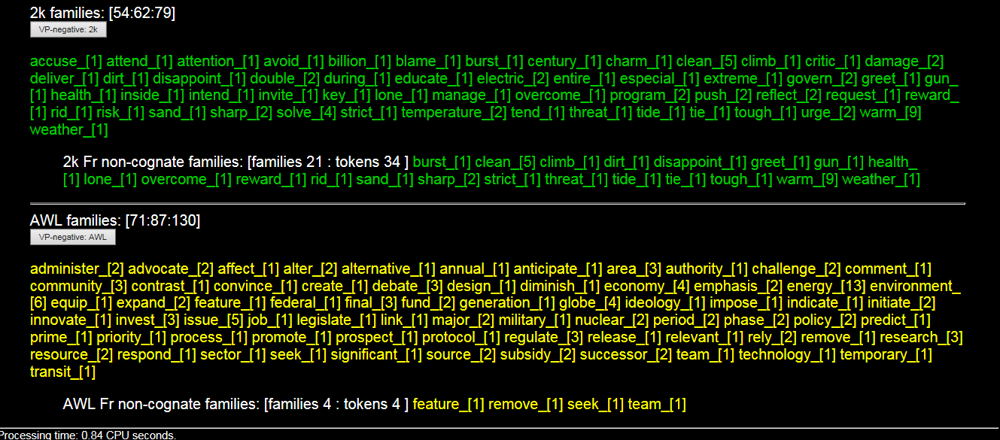 2k families: [54:62:79]
VP-negative: 2k
accuse_[1] attend_[1] attention_[1] avoid_[1] billion_[1] blame_[1] burst_[1] century_[1] charm_[1] clean_[5] climb_[1] critic_[1] damage_[2]
deliver_[1] dirt_[1] disappoint_[1] double_[2] during_[1] educate_[1] electric_[2] entire_[1] especial_[1] extreme_[1] govern_[2] greet_[1] gun_
[1] health_[1] inside_[1] intend_[1] invite_[1] key_[1] lone_[1] manage_[1] overcome_[1] program_[2] push_[2] reflect_[2] request_[1] reward_
[1] rid_[1] risk_[1] sand_[1] sharp_[2] solve_[4] strict_[1] temperature_[2] tend_[1] threat_[1] tide_[1] tie_[1] tough_[1] urge_[2] warm_[9]
weather_[1]
2k Fr non-cognate families: [families 21 : tokens 34 ] burst_[1] clean_[5] climb_[1] dirt_[1] disappoint_[1] greet_[1] gun_[1] health_
[1] lone_[1] overcome_[1] reward_[1] rid_[1] sand_[1] sharp_[2] strict_[1] threat_[1] tide_[1] tie_[1] tough_[1] warm_[9] weather_[1]
AWL families: [71:87:130]
VP-negative: AWL
administer_[2] advocate_[2] affect_[1] alter_[2] alternative_[1] annual_[1] anticipate_[1] area_[3] authority_[1] challenge_[2] comment_[1]
community_[3] contrast_[1] convince_[1] create_[1] debate_[3] design_[1] diminish_[1] economy_[4] emphasis_[2] energy_[13] environment_
[6] equip_[1] expand_[2] feature_[1] federal_[1] final_[3] fund_[2] generation_[1] globe_[4] ideology_[1] impose_[1] indicate_[1] initiate_[2]
innovate_[1] invest_[3] issue_[5] job_[1] legislate_[1] link_[1] major_[2] military_[1] nuclear_[2] period_[2] phase_[2] policy_[2] predict_[1]
prime_[1] priority_[1] process_[1] promote_[1] prospect_[1] protocol_[1] regulate_[3] release_[1] relevant_[1] rely_[2] remove_[1] research_[3]
resource_[2] respond_[1] sector_[1] seek_[1] significant_[1] source_[2] subsidy_[2] successor_[2] team_[1] technology_[1] temporary_[1]
transit_[1]
AWL Fr non-cognate families: [families 4 : tokens 4 ] feature_[1] remove_[1] seek_[1] team_[1]
Processing time: 0.84 CPU seconds.